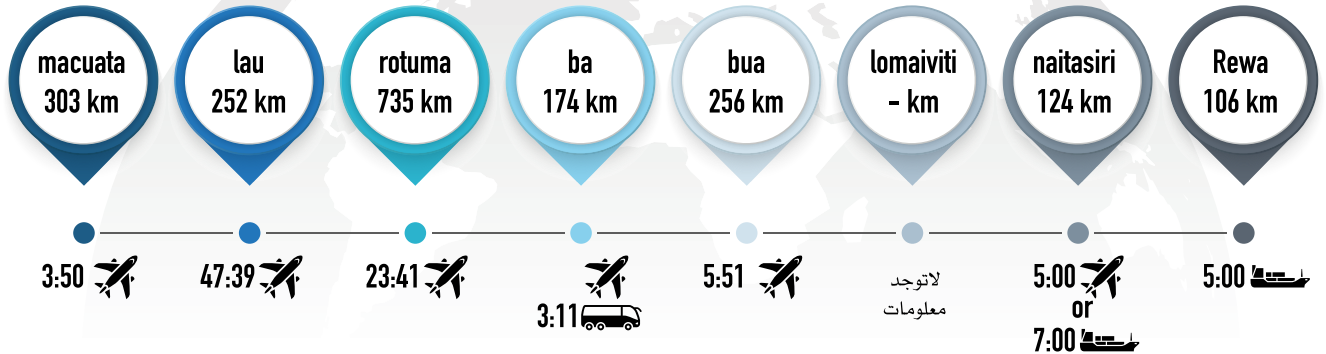 macuata
303 km
lau
252 km
rotuma
735 km
ba
174 km
bua
256 km
lomaiviti
- km
naitasiri
124 km
Rewa
106 km
3:50
47:39
23:41
3:11
5:51
لاتوجد
معلومات
5:00
or
7:00
5:00